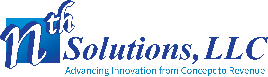 nth
Solutions, LLC
Advancing Innovation from Concept to Revenue